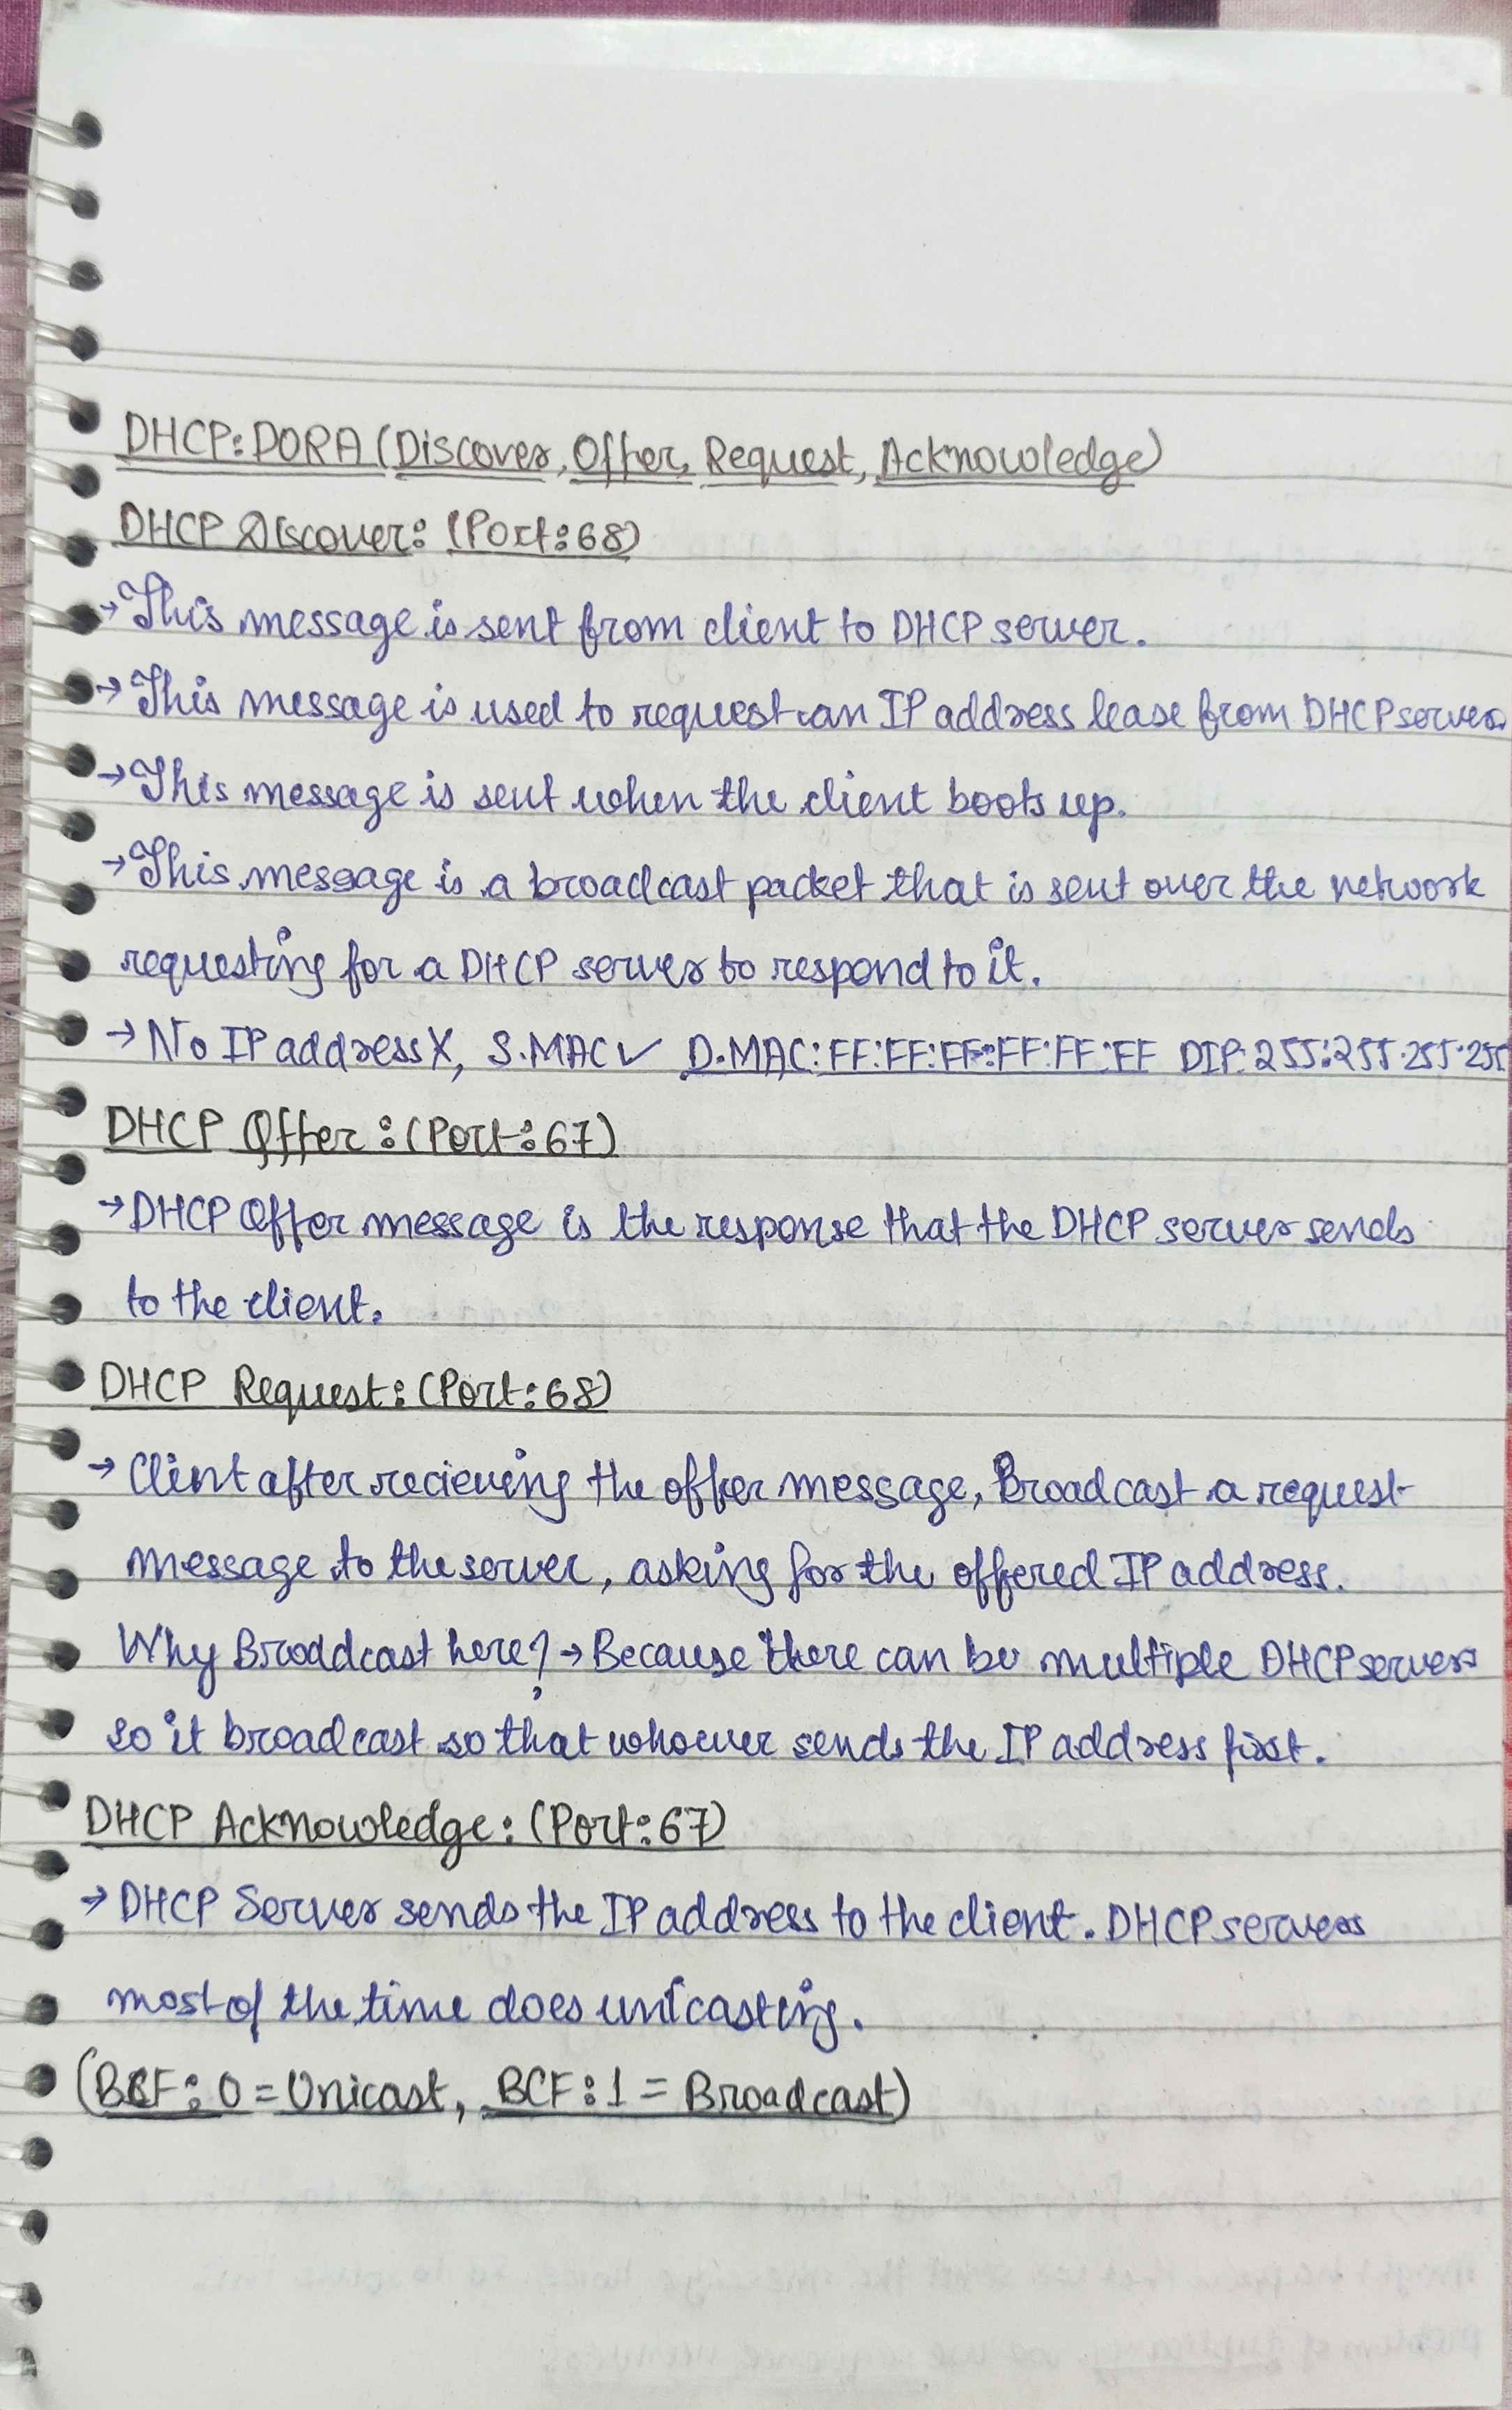 DHCP: DORA (Discover, Offer, Request, Acknowledge)
DHCP Discover: (Port: 68)
→ This message is sent from client to DHCP server.
→ This message is used to request an IP address lease from DHCP server.
→ This message is sent when the client boots up.
→ This message is a broadcast packet that is sent over the network
requesting for a DHCP server to respond to it.
→ No IP address X, S.MAC ✓ D.MAC: FF:FF:FF:FF:FF:FF DIP: 255:255.255.255
DHCP Offer: (Port: 67)
→ DHCP Offer message is the response that the DHCP server sends
to the client.
DHCP Request: (Port: 68)
→ Client after recieving the offer message, Broadcast a request
message to the server, asking for the offered IP address.
Why Broadcast here? → Because there can be multiple DHCP servers
so it broadcast so that whoever sends the IP address first.
DHCP Acknowledge: (Port: 67)
→ DHCP Server sends the IP address to the client. DHCP servers
most of the time does unicasting.
(BCF: 0 = Unicast, BCF: 1 = Broadcast)